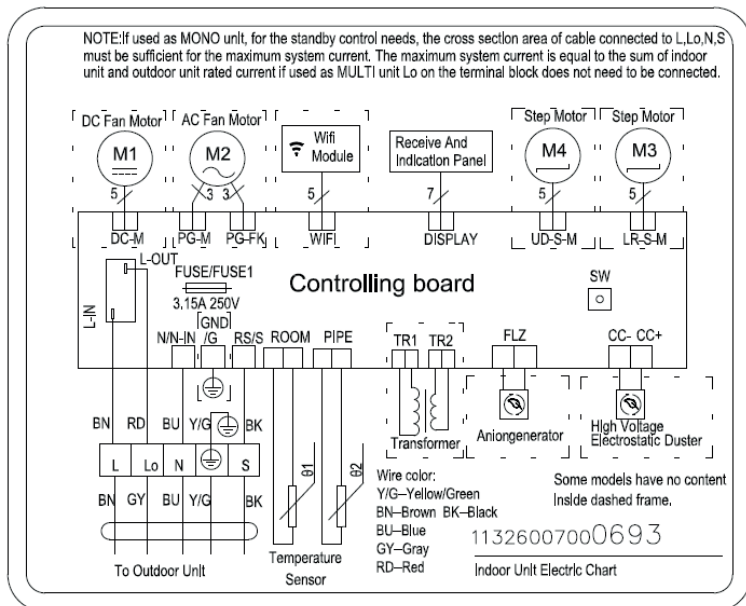 NOTE:If used as MONO unit, for the standby control needs, the cross section area of cable connected to L,Lo,N,S
must be sufficient for the maximum system current. The maximum system current is equal to the sum of indoor
unit and outdoor unit rated current if used as MULTI unit Lo on the terminal block does not need to be connected.
DC Fan Motor
AC Fan Motor
Step Motor
Step Motor
M1
M2
Wifi
Module
Receive And
Indication Panel
M4
M3
5
3
3
5
7
5
5
DC-M
PG-M
PG-FK
WIFI
DISPLAY
UD-S-M
LR-S-M
L-OUT
L-IN
FUSE/FUSE1
3.15A 250V
Controlling board
SW
N/N-IN
GND
/G
RS/S
ROOM
PIPE
TR1
TR2
FLZ
CC- CC+
BN
RD
BU
Y/G
BK
L
Lo
N
S
BN
GY
BU
Y/G
BK
To Outdoor Unit
θ1
θ2
Temperature
Sensor
Transformer
Aniongenerator
High Voltage
Electrostatic Duster
Wire color:
Y/G—Yellow/Green
BN—Brown BK—Black
BU—Blue
GY—Gray
RD—Red
Some models have no content
Inside dashed frame.
11326007000693
Indoor Unit Electric Chart